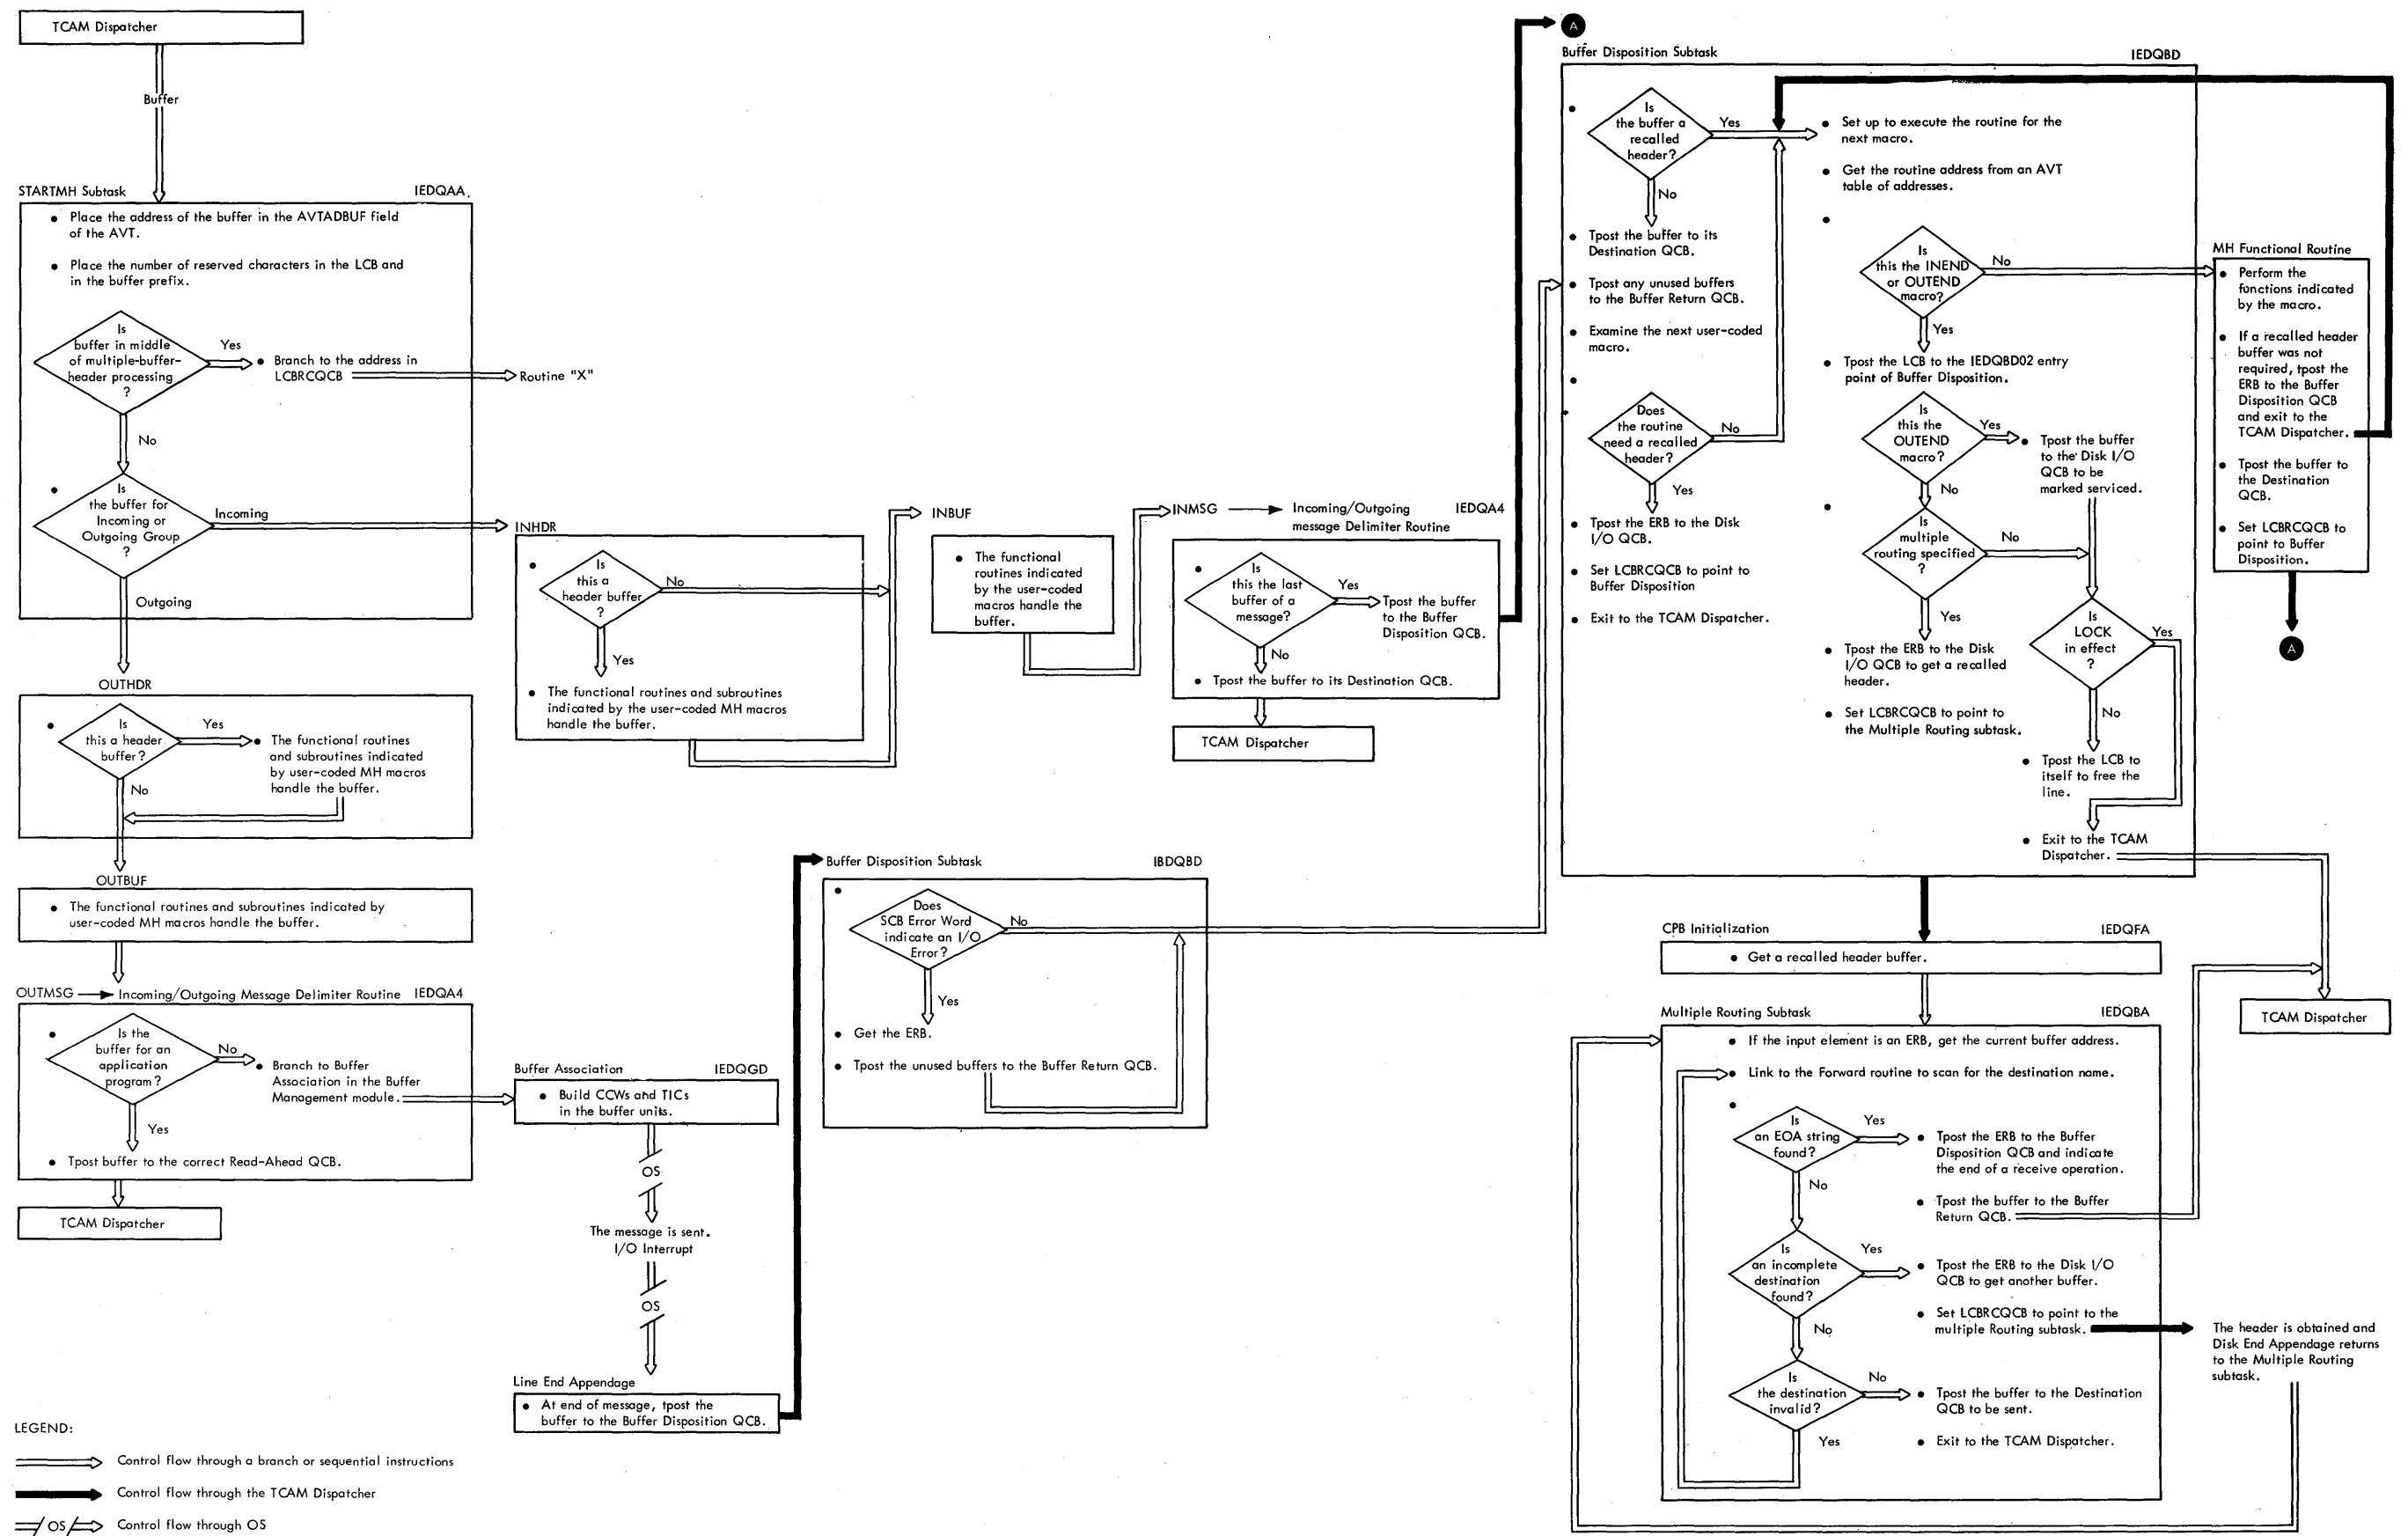 TCAM Dispatcher
Buffer
STARTMH Subtask IEDQAA.
• Place the address of the buffer in the AVTADBUF field
of the AVT.
• Place the number of reserved characters in the LCB and
in the buffer prefix.
Is
buffer in middle
of multiple-buffer-
header processing
?
Yes
• Branch to the address in
LCBRCQCB
Routine "X"
No
• Is
the buffer for
Incoming or
Outgoing Group
?
Incoming
Outgoing
OUTHDR
• Is
this a header
buffer?
Yes
• The functional routines
and subroutines indicated
by user-coded MH macros
handle the buffer.
No
OUTBUF
• The functional routines and subroutines indicated by
user-coded MH macros handle the buffer.
OUTMSG Incoming/Outgoing Message Delimiter Routine IEDQA4
• Is the
buffer for an
application
program?
No
• Branch to Buffer
Association in the Buffer
Management module.
Yes
• Tpost buffer to the correct Read-Ahead QCB.
TCAM Dispatcher
INHDR
• Is
this a
header buffer
?
No
Yes
• The functional routines and subroutines
indicated by the user-coded MH macros
handle the buffer.
INBUF
• The functional
routines indicated
by the user-coded
macros handle the
buffer.
INMSG Incoming/Outgoing IEDQA4
message Delimiter Routine
• Is
this the last
buffer of a
message?
Yes
Tpost the buffer
to the Buffer
Disposition QCB.
No
• Tpost the buffer to its Destination QCB.
TCAM Dispatcher
Buffer Association IEDQGD
• Build CCWs and TICs
in the buffer units.
OS
The message is sent.
I/O Interrupt
OS
Line End Appendage
• At end of message, tpost the
buffer to the Buffer Disposition QCB.
Buffer Disposition Subtask IBDQBD
• Does
SCB Error Word
indicate an I/O
Error?
No
Yes
• Get the ERB.
• Tpost the unused buffers to the Buffer Return QCB.
A
Buffer Disposition Subtask IEDQBD
• Is
the buffer a
recalled
header?
Yes
No
• Tpost the buffer to its
Destination QCB.
• Tpost any unused buffers
to the Buffer Return QCB.
• Examine the next user-coded
macro.
• Does
the routine
need a recalled
header?
No
Yes
• Tpost the ERB to the Disk
I/O QCB.
• Set LCBRCQCB to point to
Buffer Disposition
• Exit to the TCAM Dispatcher.
• Set up to execute the routine for the
next macro.
• Get the routine address from an AVT
table of addresses.
• Is
this the INEND
or OUTEND
macro?
No
Yes
• Tpost the LCB to the IEDQBD02 entry
point of Buffer Disposition.
Is
this the
OUTEND
macro?
Yes
• Tpost the buffer
to the Disk I/O
QCB to be
marked serviced.
No
• Is
multiple
routing specified
?
No
Yes
• Tpost the ERB to the Disk
I/O QCB to get a recalled
header.
• Set LCBRCQCB to point to
the Multiple Routing subtask.
Is
LOCK
in effect
?
Yes
No
• Tpost the LCB to
itself to free the
line.
• Exit to the TCAM
Dispatcher.
MH Functional Routine
• Perform the
fonctions indicated
by the macro.
• If a recalled header
buffer was not
required, tpost the
ERB to the Buffer
Disposition QCB
and exit to the
TCAM Dispatcher.
• Tpost the buffer to
the Destination
QCB.
• Set LCBRCQCB to
point to Buffer
Disposition.
A
CPB Initialization IEDQFA
• Get a recalled header buffer.
TCAM Dispatcher
Multiple Routing Subtask IEDQBA
• If the input element is an ERB, get the current buffer address.
• Link to the Forward routine to scan for the destination name.
• Is
an EOA string
found?
Yes
• Tpost the ERB to the Buffer
Disposition QCB and indicate
the end of a receive operation.
• Tpost the buffer to the Buffer
Return QCB.
No
Is
an incomplete
destination
found?
Yes
• Tpost the ERB to the Disk I/O
QCB to get another buffer.
• Set LCBRCQCB to point to the
multiple Routing subtask.
No
The header is obtained and
Disk End Appendage returns
to the Multiple Routing
subtask.
Is
the destination
invalid?
No
• Tpost the buffer to the Destination
QCB to be sent.
• Exit to the TCAM Dispatcher.
Yes
LEGEND:
Control flow through a branch or sequential instructions
Control flow through the TCAM Dispatcher
OS Control flow through OS